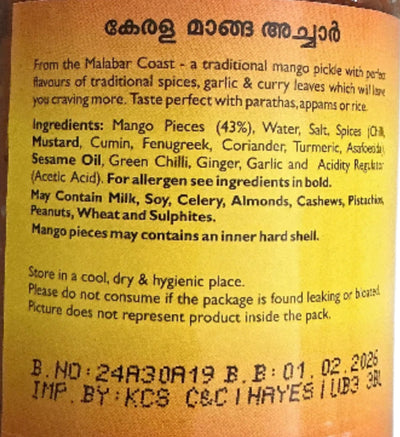 കേരള മാങ്ങ അച്ചാർ
From the Malabar Coast - a traditional mango pickle with perfect
flavours of traditional spices, garlic & curry leaves which will leave
you craving more. Taste perfect with parathas, appams or rice.
Ingredients: Mango Pieces (43%), Water, Salt, Spices (Chilli,
Mustard, Cumin, Fenugreek, Coriander, Turmeric, Asafoetida),
Sesame Oil, Green Chilli, Ginger, Garlic and Acidity Regulator
(Acetic Acid). For allergen see ingredients in bold.
May Contain Milk, Soy, Celery, Almonds, Cashews, Pistachios,
Peanuts, Wheat and Sulphites.
Mango pieces may contains an inner hard shell.
Store in a cool, dry & hygienic place.
Please do not consume if the package is found leaking or bloated.
Picture does not represent product inside the pack.
B.NO:24A30A19 B.B:01.02.2026
IMP.BY:KCS C&C|HAYES|UB3 3BL